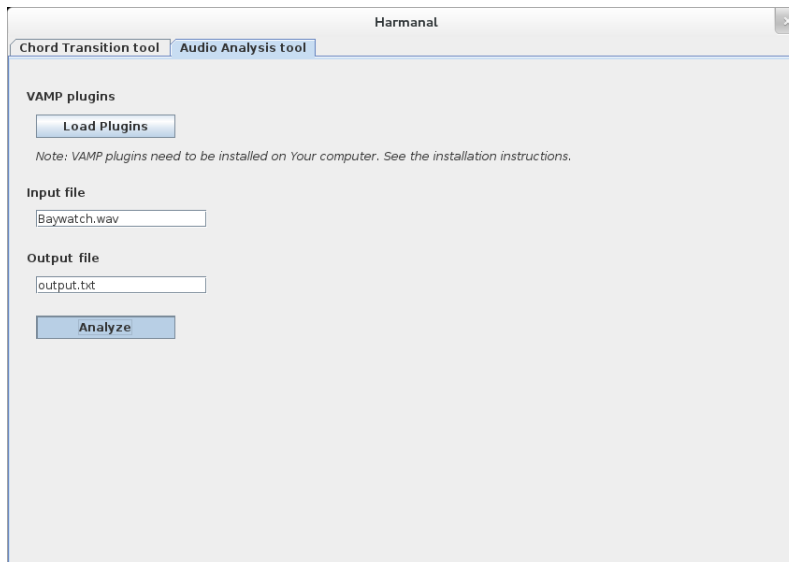 Harmanal
Chord Transition tool Audio Analysis tool
VAMP plugins
Load Plugins
Note: VAMP plugins need to be installed on Your computer. See the installation instructions.
Input file
Baywatch.wav
Output file
output.txt
Analyze